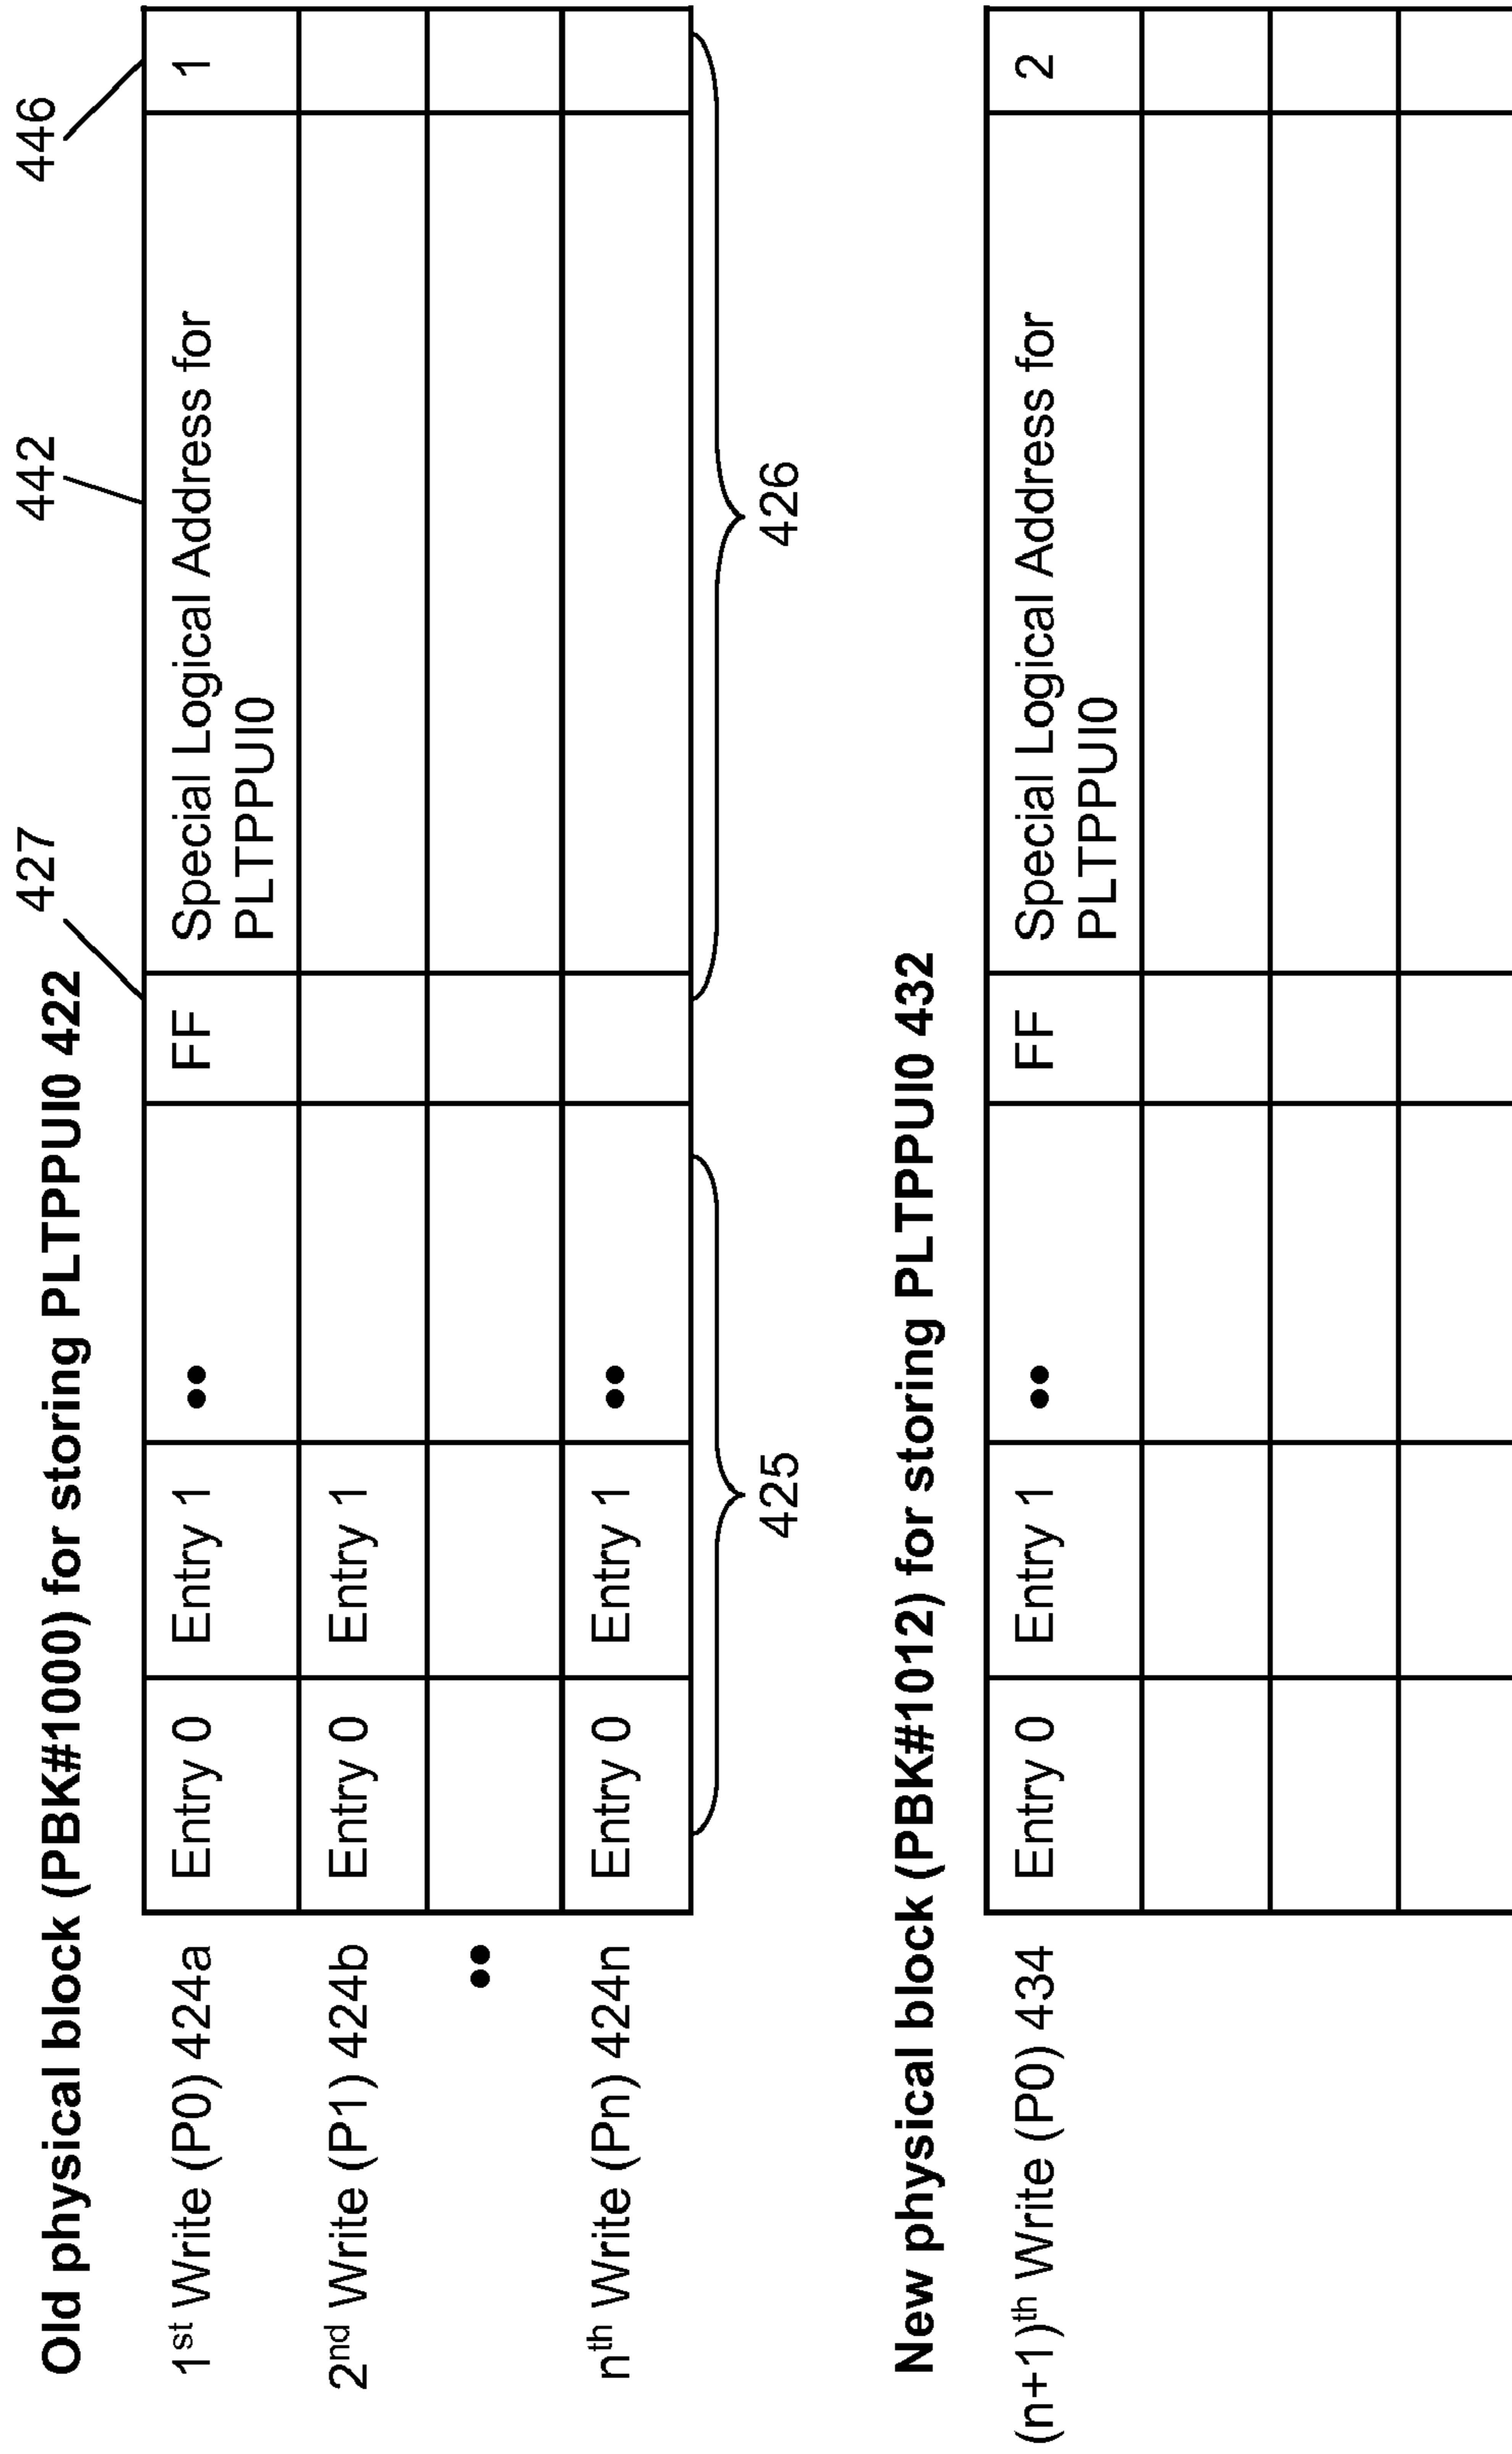 446
442
427
Old physical block (PBK#1000) for storing PLTPPUI0 422
1st Write (P0) 424a Entry 0 Entry 1 •• FF Special Logical Address for 1
PLTPPUI0
2nd Write (P1) 424b Entry 0 Entry 1
••
nth Write (Pn) 424n Entry 0 Entry 1 ••
425
426
New physical block (PBK#1012) for storing PLTPPUI0 432
(n+1)th Write (P0) 434 Entry 0 Entry 1 •• FF Special Logical Address for 2
PLTPPUI0